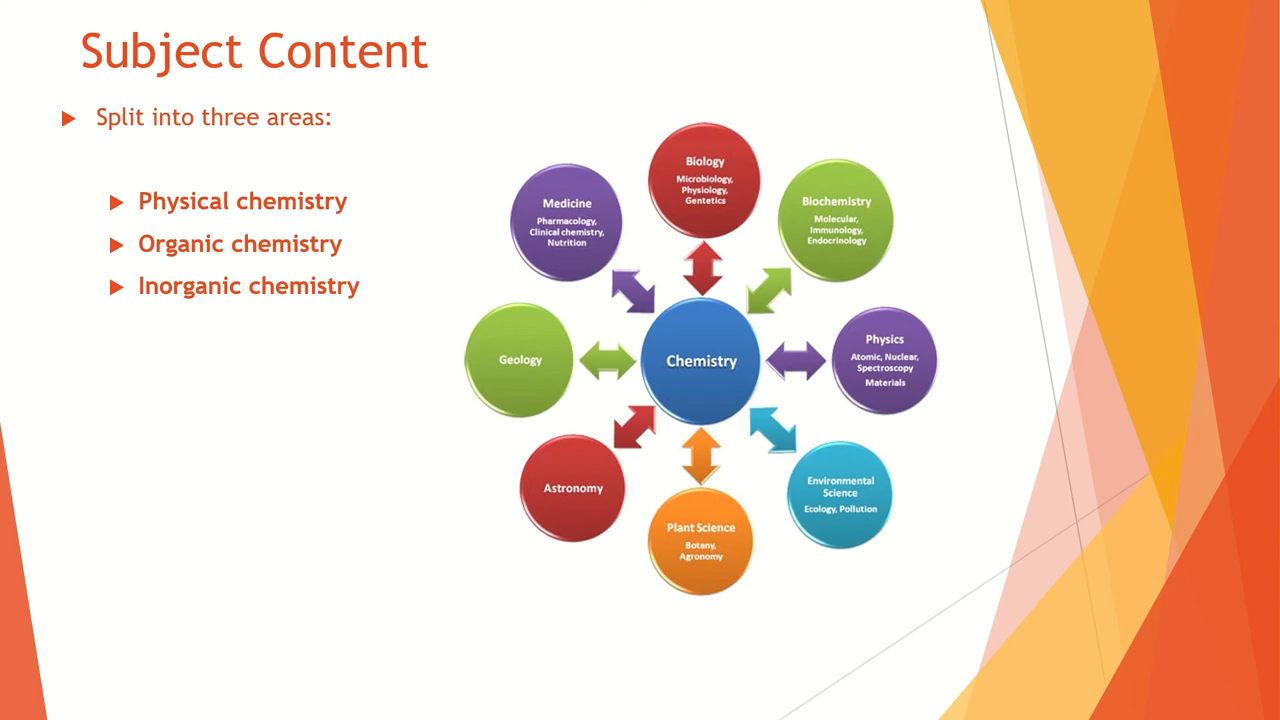 Subject Content
Split into three areas:
Physical chemistry
Organic chemistry
Inorganic chemistry
Biology
Microbiology,
Physiology,
Gentetics
Medicine
Pharmacology,
Clinical chemistry,
Nutrition
Biochemistry
Molecular,
Immunology,
Endocrinology
Geology
Chemistry
Physics
Atomic, Nuclear,
Spectroscopy
Materials
Astronomy
Environmental
Science
Ecology, Pollution
Plant Science
Botany,
Agronomy